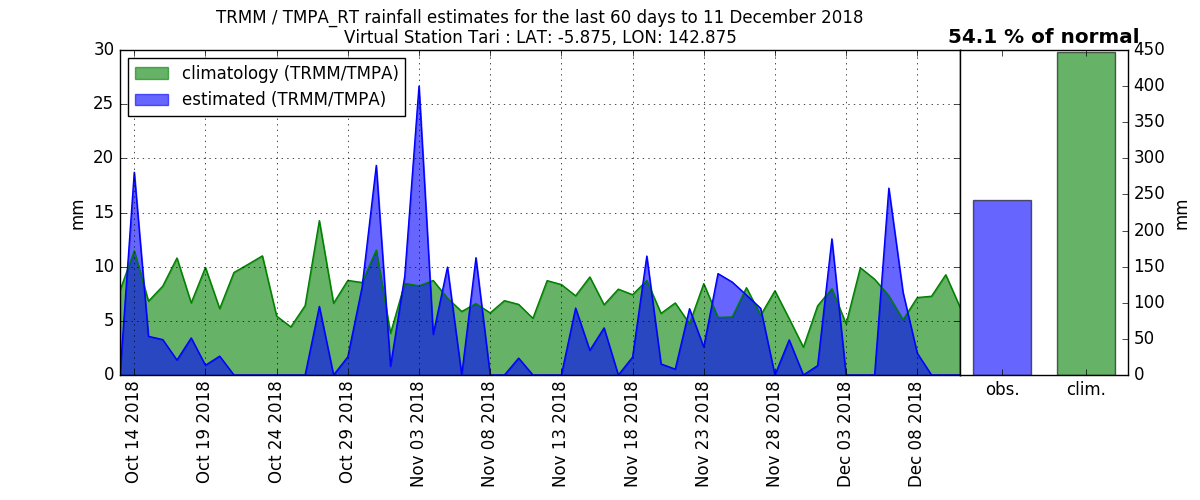 TRMM / TMPA_RT rainfall estimates for the last 60 days to 11 December 2018
Virtual Station Tari : LAT: -5.875, LON: 142.875
54.1 % of normal
climatology (TRMM/TMPA)
estimated (TRMM/TMPA)
30
25
20
15
10
5
0
mm
Oct 14 2018
Oct 19 2018
Oct 24 2018
Oct 29 2018
Nov 03 2018
Nov 08 2018
Nov 13 2018
Nov 18 2018
Nov 23 2018
Nov 28 2018
Dec 03 2018
Dec 08 2018
obs.
clim.
450
400
350
300
250
200
150
100
50
0
mm